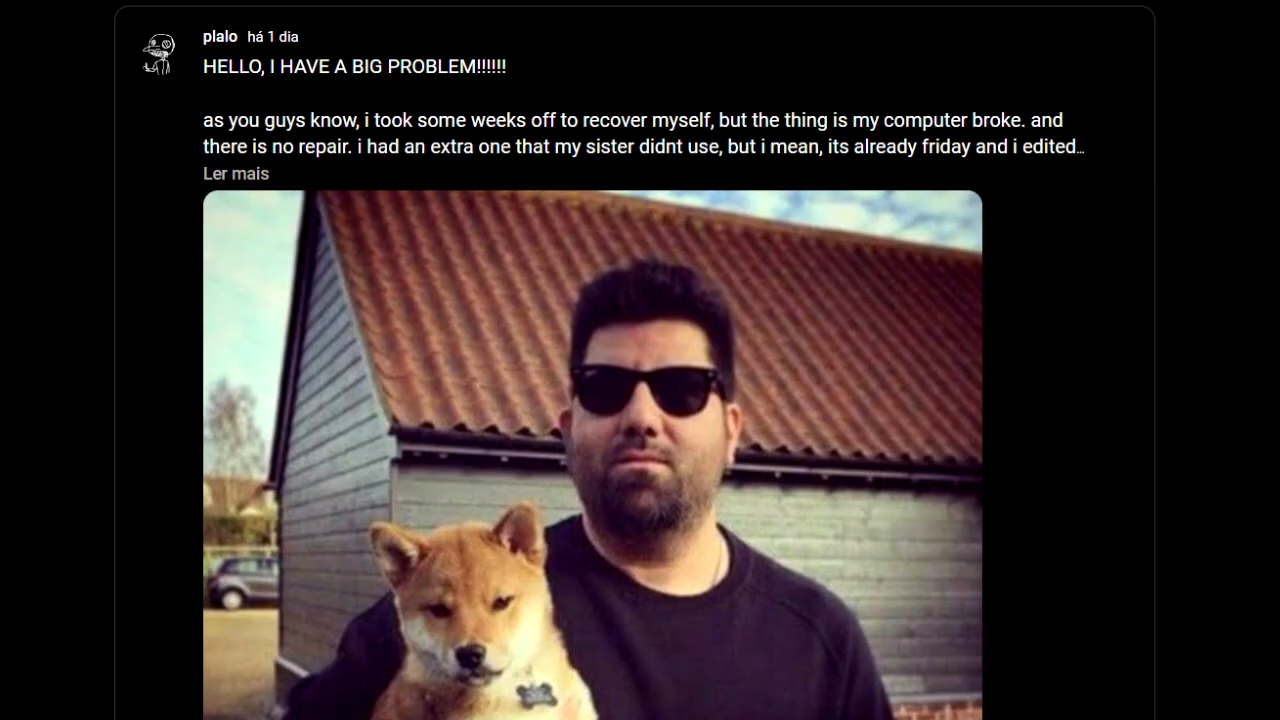 plalo há 1 dia
HELLO, I HAVE A BIG PROBLEM!!!!!!
as you guys know, i took some weeks off to recover myself, but the thing is my computer broke. and
there is no repair. i had an extra one that my sister didnt use, but i mean, its already friday and i edited...
Ler mais